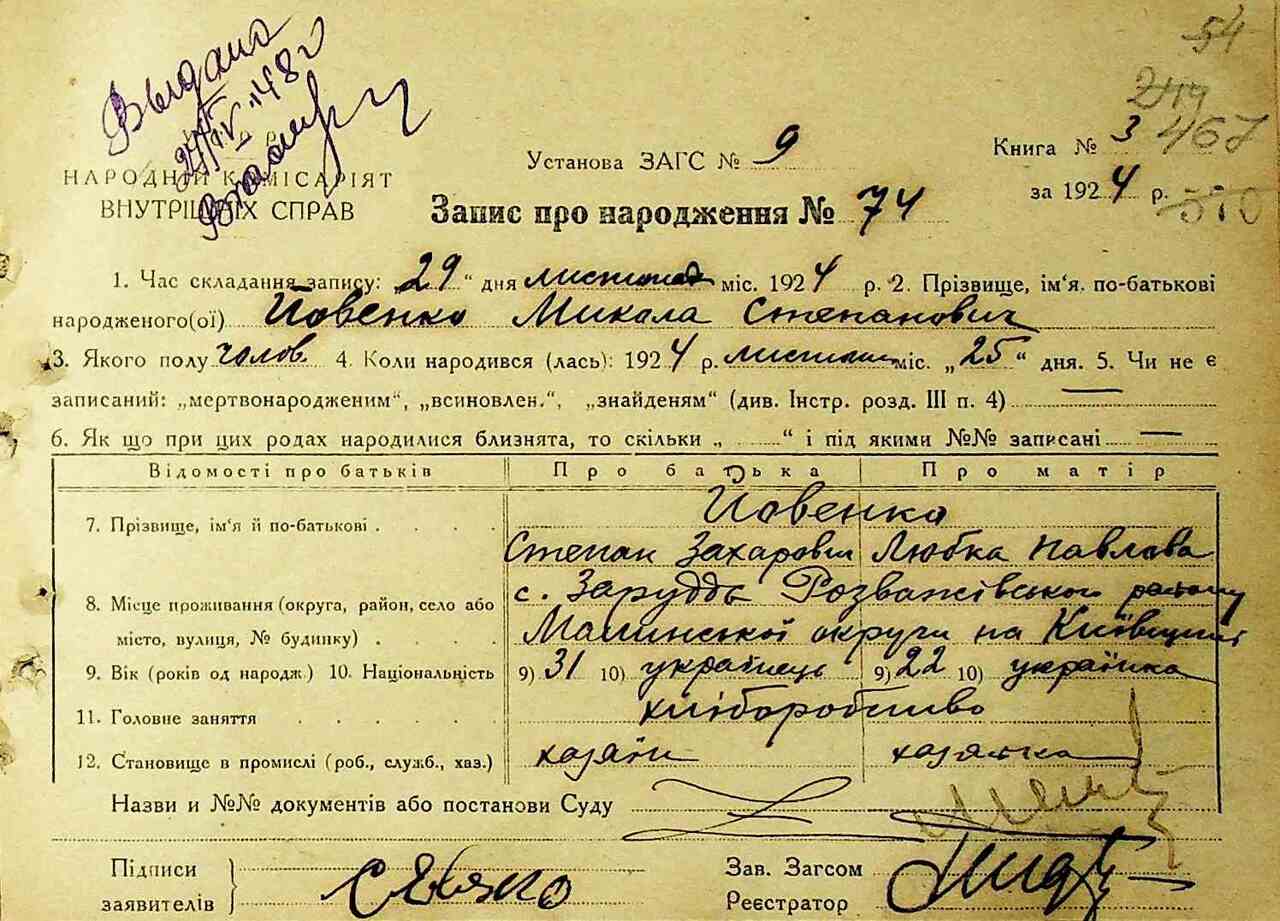 54
Выдано
249
27/IV 48 г
3 467
Установа ЗАГС № 9
Книга № 3
НАРОДНІЙ КОМІСАРІЯТ
за 1924 р. 510
ВНУТРІШНІХ СПРАВ
Запис про народження № 74
1. Час складання запису: „29“ дня листопад міс. 1924 р. 2. Прізвище, ім'я, по-батькові
народженого(ої) Йовенко Микола Степанович
3. Якого полу чолов. 4. Коли народився (лась): 1924 р. листопад міс. „25“ дня. 5. Чи не є
записаний: „мертвонародженим“, „всиновлен.“, „знайденям“ (див. Інстр. розд. III п. 4) —
6. Як що при цих родах народилися близнята, то скільки „ ......“ і під якими №№ записані —
Відомості про батьків Про батька Про матір
Йовенко
7. Прізвище, ім'я й по-батькові . . . .
Степан Захарович Любка Павлова
8. Місце проживання (округа, район, село або с. Заруддє Розважівського району
місто, вулиця, № будинку) . . . . Малинської округи на Київщині
9. Вік (років од народж.) 10. Національність 9) 31 10) українець 9) 22 10) українка
11. Головне заняття . . . . . хліборобство
12. Становище в промислі (роб., служб., хаз.) хазяїн хазяйка
Назви и №№ документів або постанови Суду
Підписи
заявителів
Зав. Загсом
Реєстратор